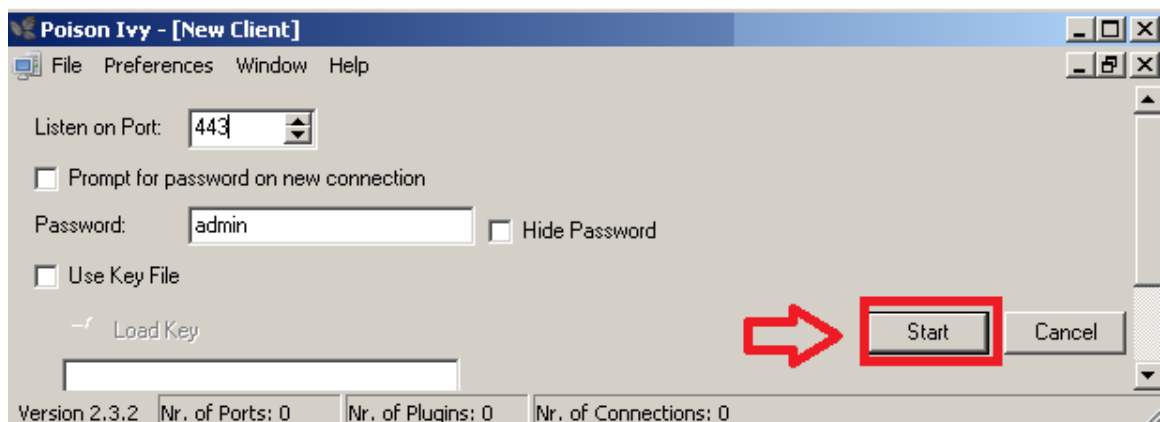 Poison Ivy - [New Client]
File Preferences Window Help
Listen on Port: 443
Prompt for password on new connection
Password: admin Hide Password
Use Key File
Load Key
Start Cancel
Version 2.3.2 Nr. of Ports: 0 Nr. of Plugins: 0 Nr. of Connections: 0